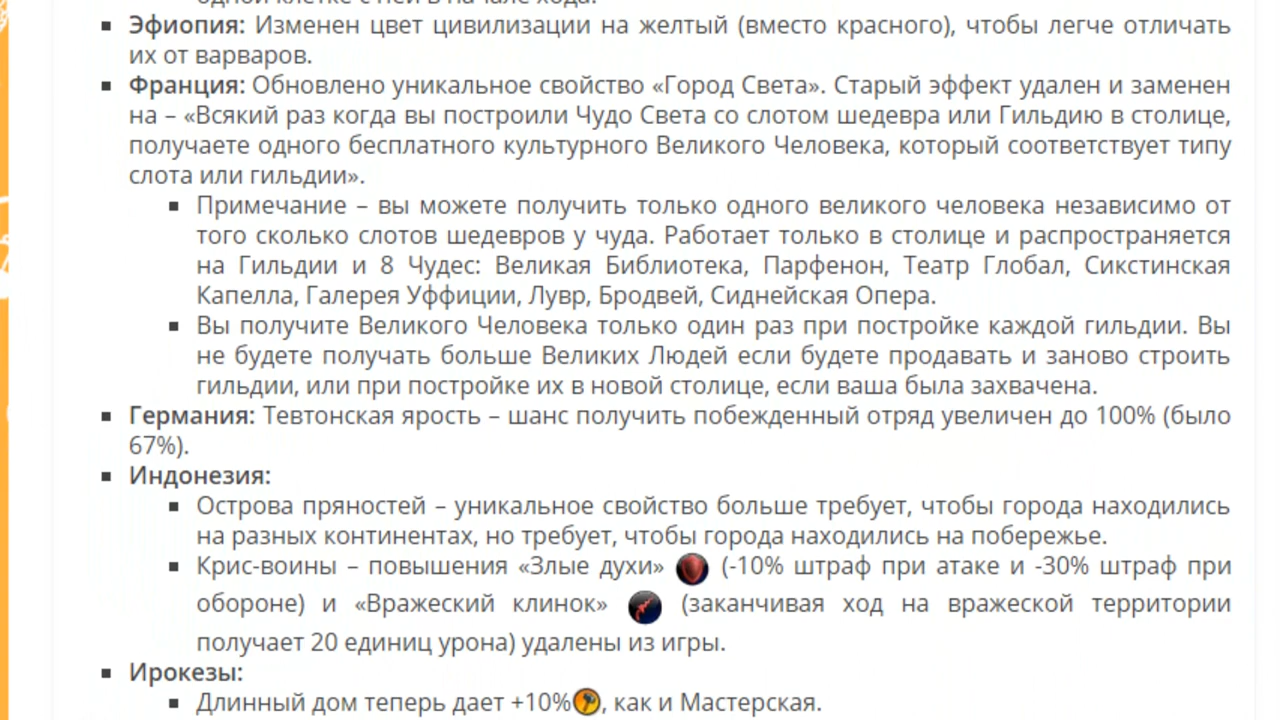 одной клетке с ней в начале хода.
Эфиопия: Изменен цвет цивилизации на желтый (вместо красного), чтобы легче отличать
их от варваров.
Франция: Обновлено уникальное свойство «Город Света». Старый эффект удален и заменен
на – «Всякий раз когда вы построили Чудо Света со слотом шедевра или Гильдию в столице,
получаете одного бесплатного культурного Великого Человека, который соответствует типу
слота или гильдии».
Примечание – вы можете получить только одного великого человека независимо от
того сколько слотов шедевров у чуда. Работает только в столице и распространяется
на Гильдии и 8 Чудес: Великая Библиотека, Парфенон, Театр Глобал, Сикстинская
Капелла, Галерея Уффиции, Лувр, Бродвей, Сиднейская Опера.
Вы получите Великого Человека только один раз при постройке каждой гильдии. Вы
не будете получать больше Великих Людей если будете продавать и заново строить
гильдии, или при постройке их в новой столице, если ваша была захвачена.
Германия: Тевтонская ярость – шанс получить побежденный отряд увеличен до 100% (было
67%).
Индонезия:
Острова пряностей – уникальное свойство больше требует, чтобы города находились
на разных континентах, но требует, чтобы города находились на побережье.
Крис-воины – повышения «Злые духи» (-10% штраф при атаке и -30% штраф при
обороне) и «Вражеский клинок» (заканчивая ход на вражеской территории
получает 20 единиц урона) удалены из игры.
Ирокезы:
Длинный дом теперь дает +10%, как и Мастерская.